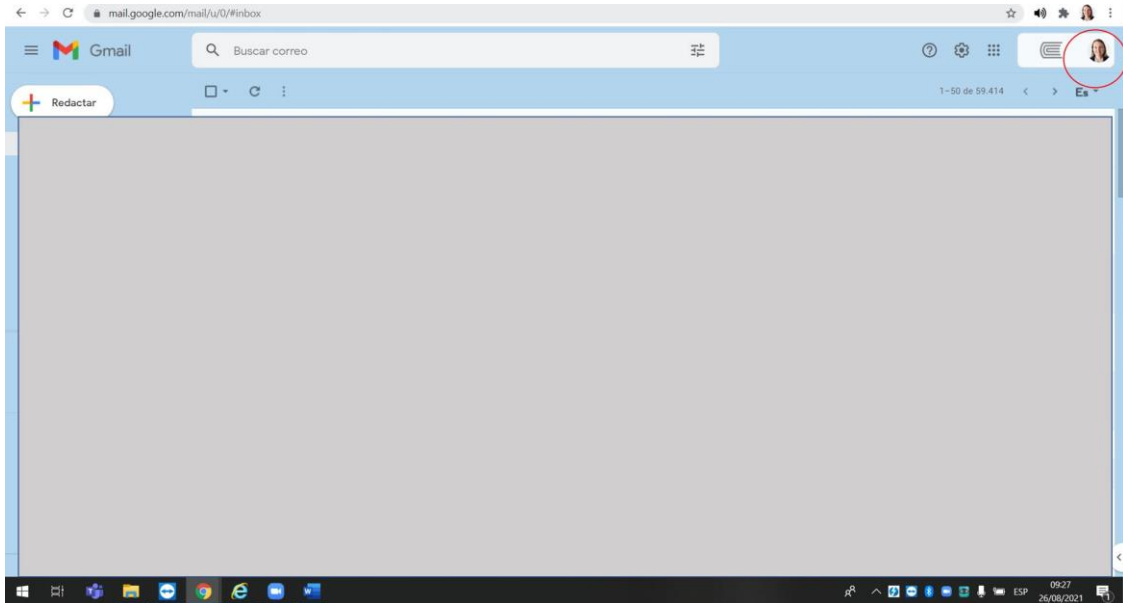 mail.google.com/mail/u/0/#inbox
Gmail
Buscar correo
Redactar
1–50 de 59.414
Es
ESP
09:27
26/08/2021